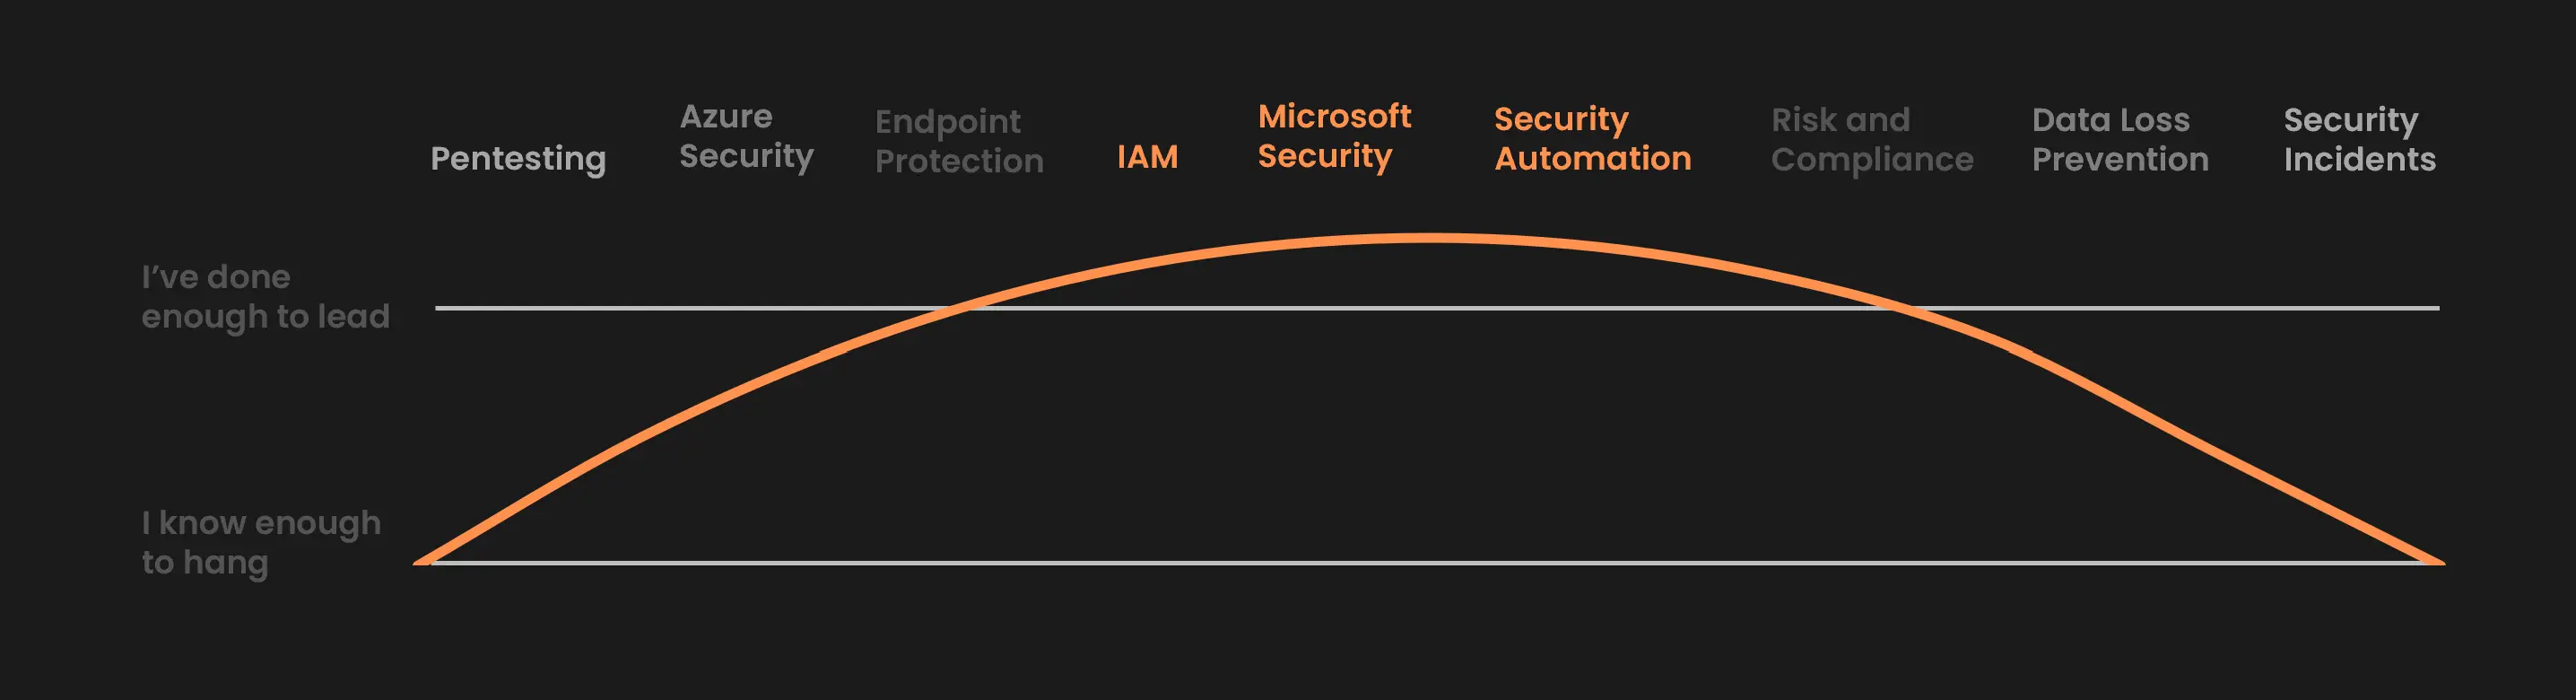 Pentesting
Azure
Security
Endpoint
Protection
IAM
Microsoft
Security
Security
Automation
Risk and
Compliance
Data Loss
Prevention
Security
Incidents
I’ve done
enough to lead
I know enough
to hang